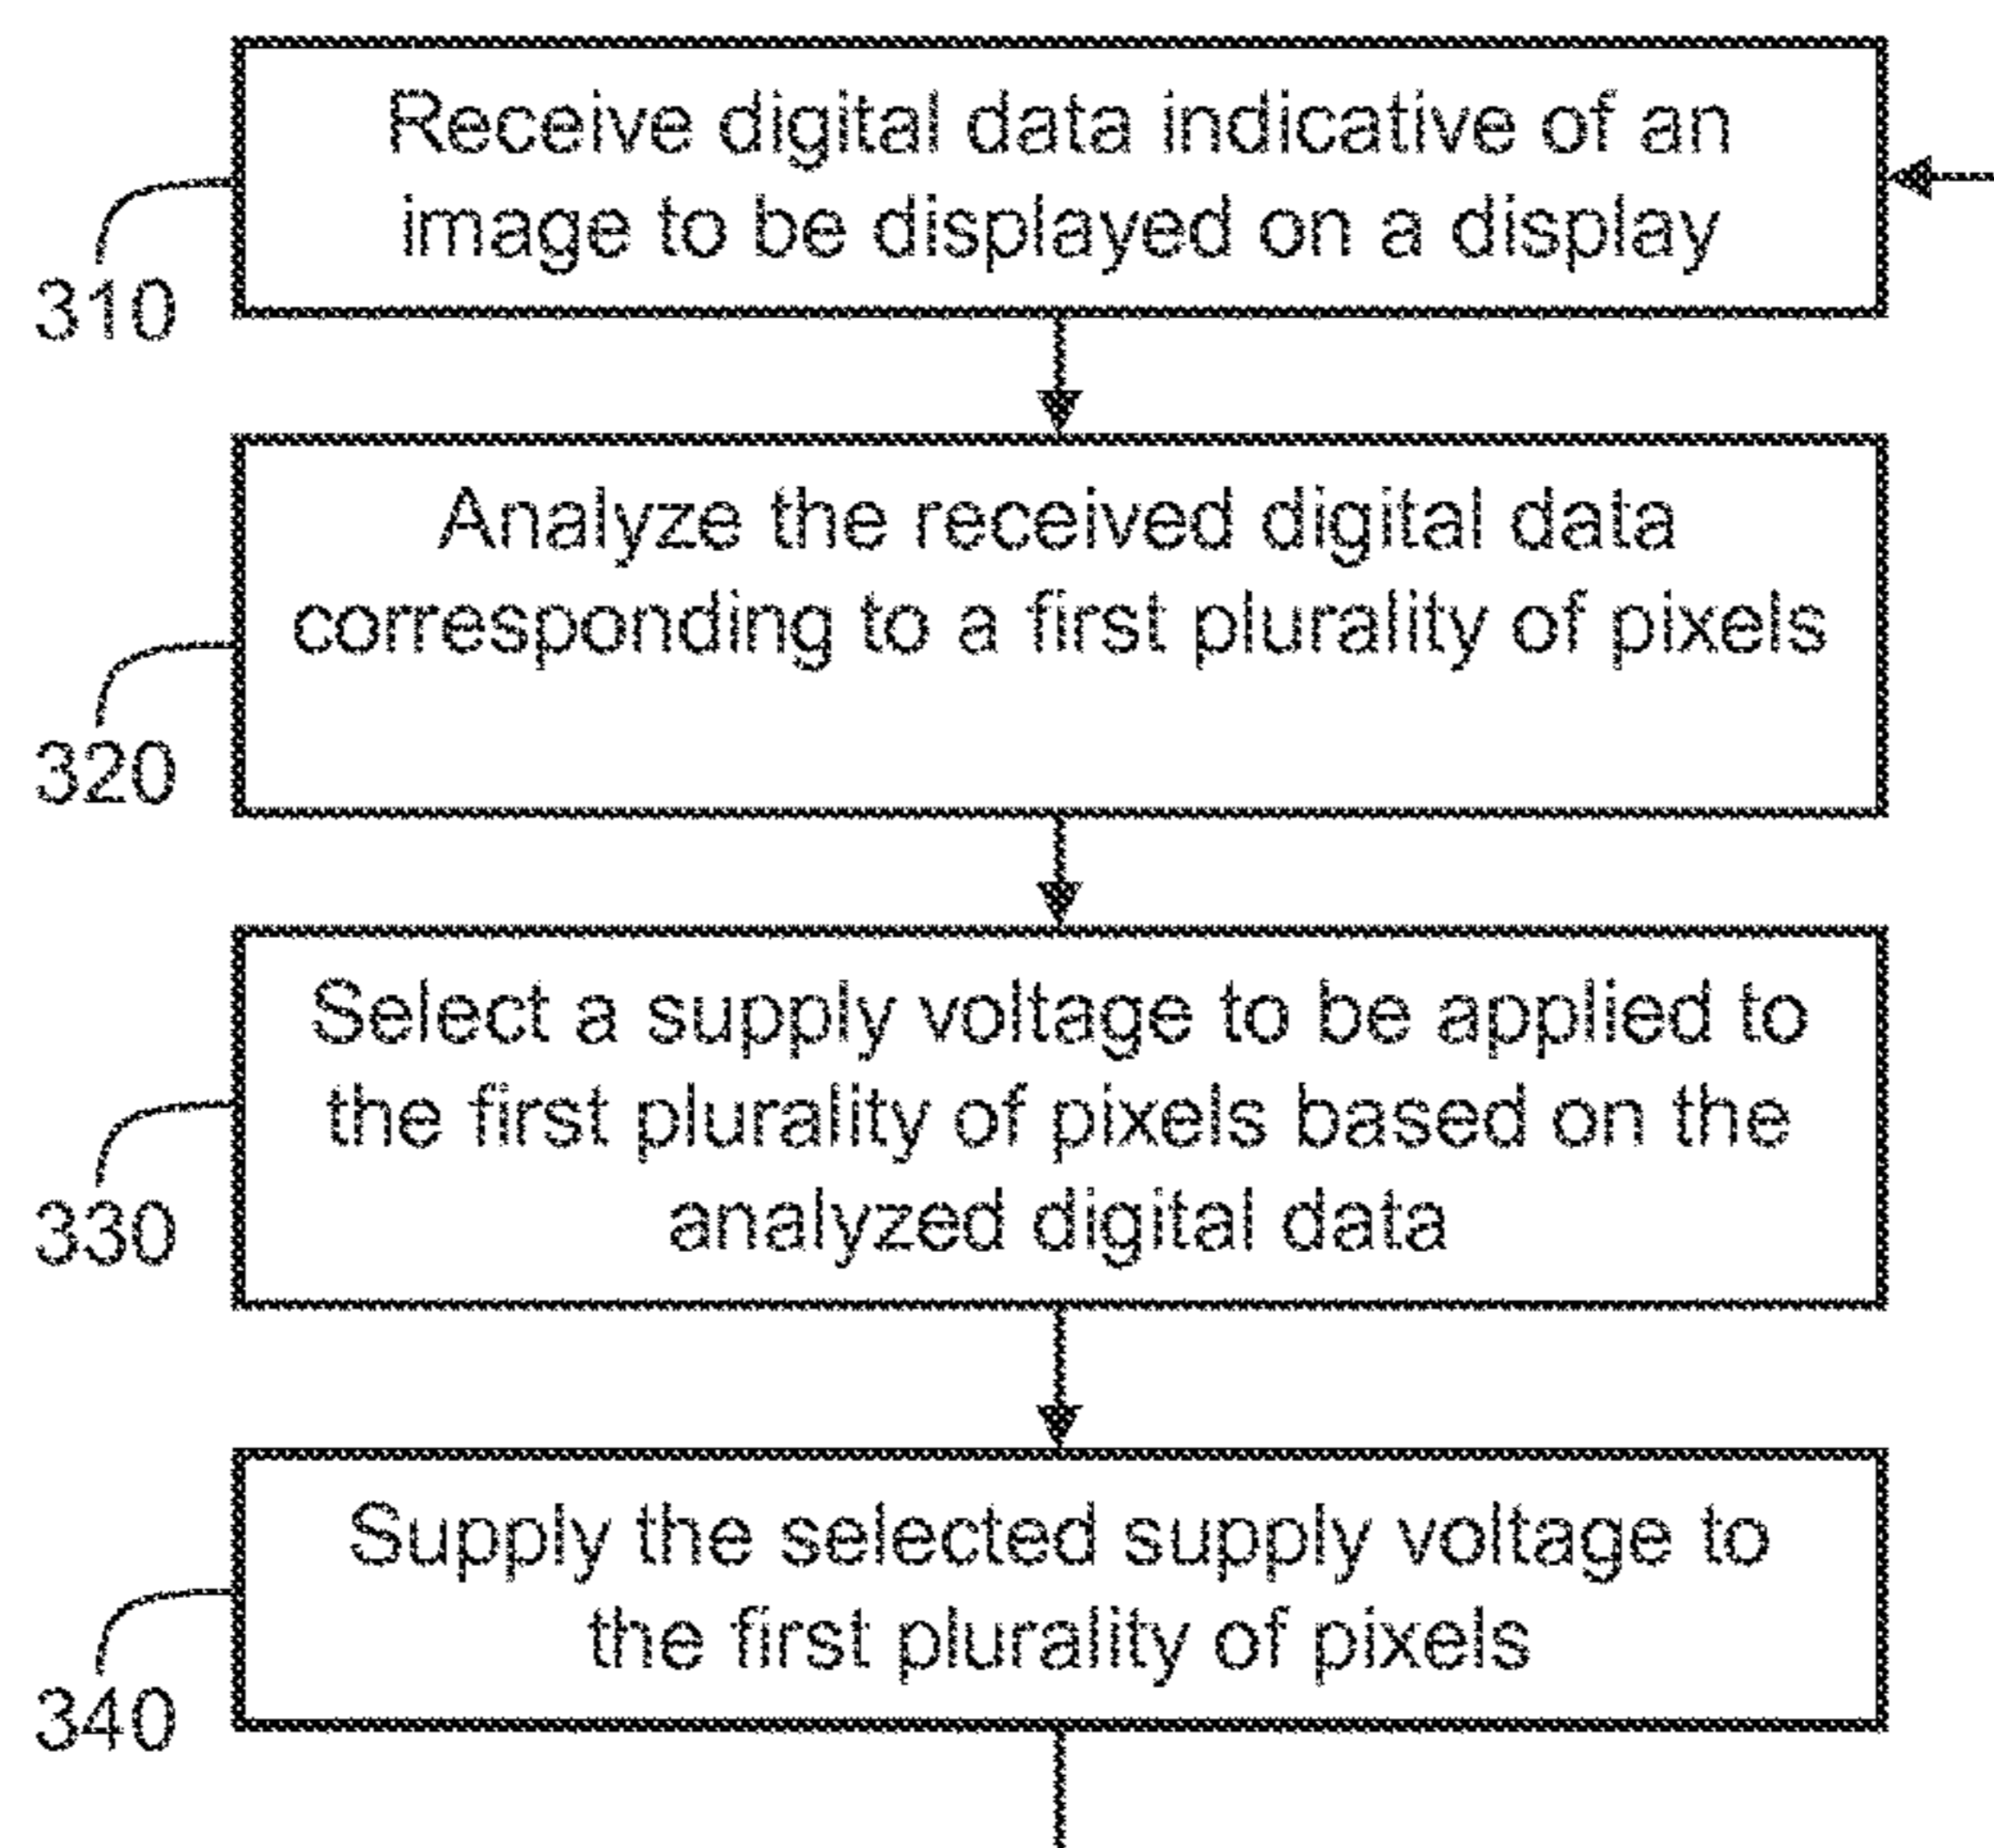 Receive digital data indicative of an
image to be displayed on a display
310
Analyze the received digital data
corresponding to a first plurality of pixels
320
Select a supply voltage to be applied to
the first plurality of pixels based on the
analyzed digital data
330
Supply the selected supply voltage to
the first plurality of pixels
340